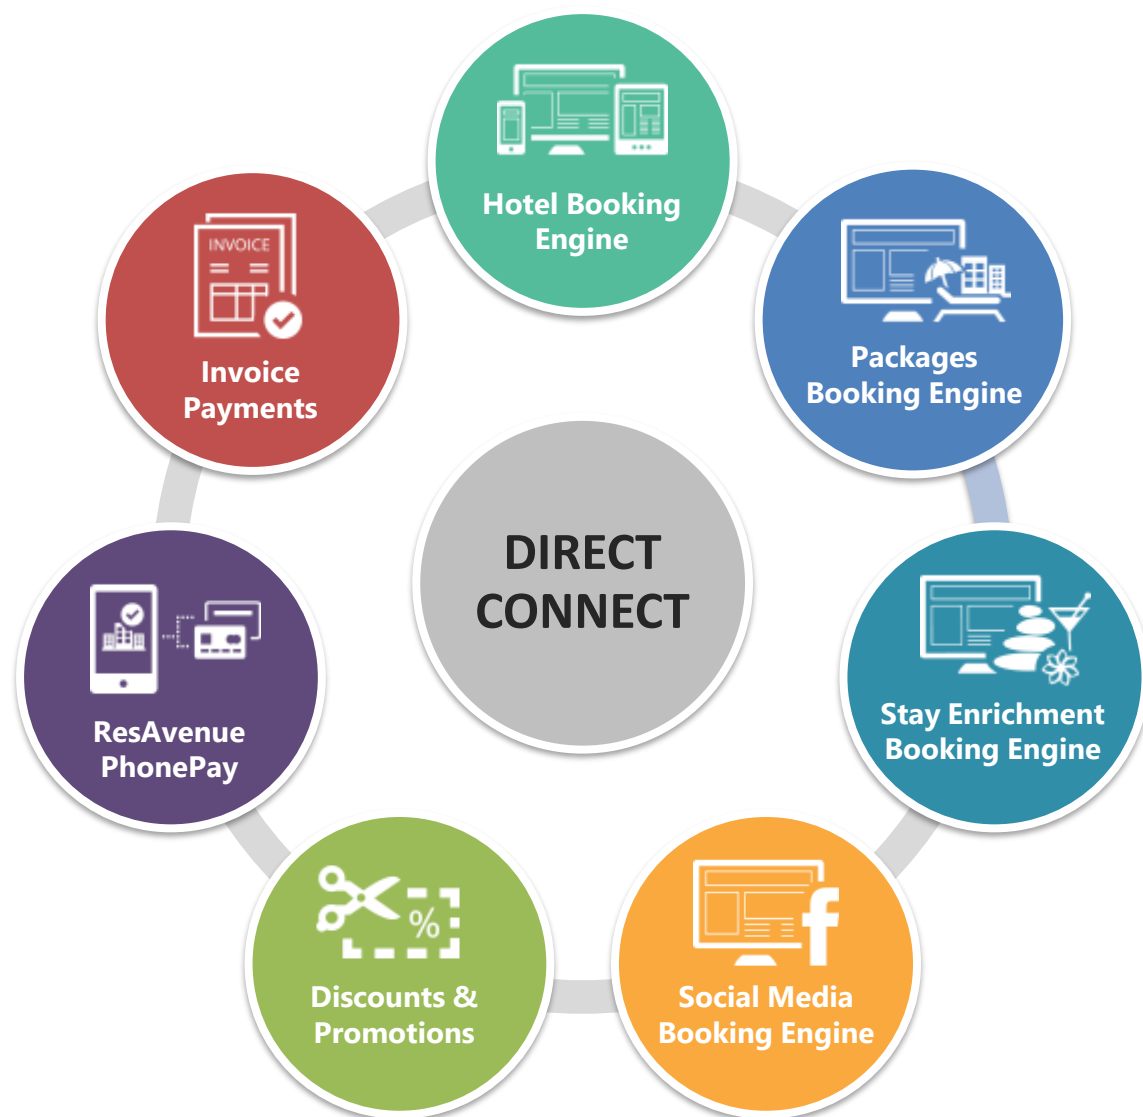 Hotel Booking
Engine
Packages
Booking Engine
Stay Enrichment
Booking Engine
f
Social Media
Booking Engine
%
Discounts &
Promotions
ResAvenue
PhonePay
INVOICE
Invoice
Payments
DIRECT
CONNECT